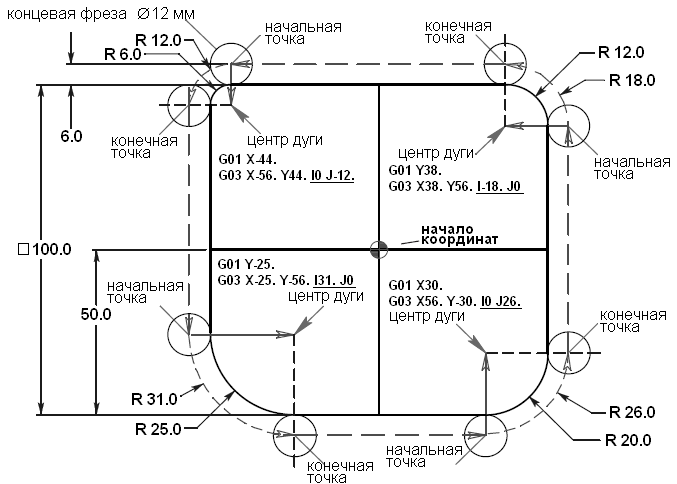 концевая фреза Ø12 мм
начальная
точка
конечная
точка
R 12.0
R 6.0
R 12.0
R 18.0
6.0
конечная
точка
центр дуги
центр дуги
начальная
точка
G01 X-44.
G03 X-56. Y44. I0 J-12.
G01 Y38.
G03 X38. Y56. I-18. J0
начало
координат
□100.0
G01 Y-25.
G03 X-25. Y-56. I31. J0
центр дуги
G01 X30.
G03 X56. Y-30. I0 J26.
центр дуги
начальная
точка
50.0
конечная
точка
R 31.0
R 25.0
R 26.0
R 20.0
конечная
точка
начальная
точка